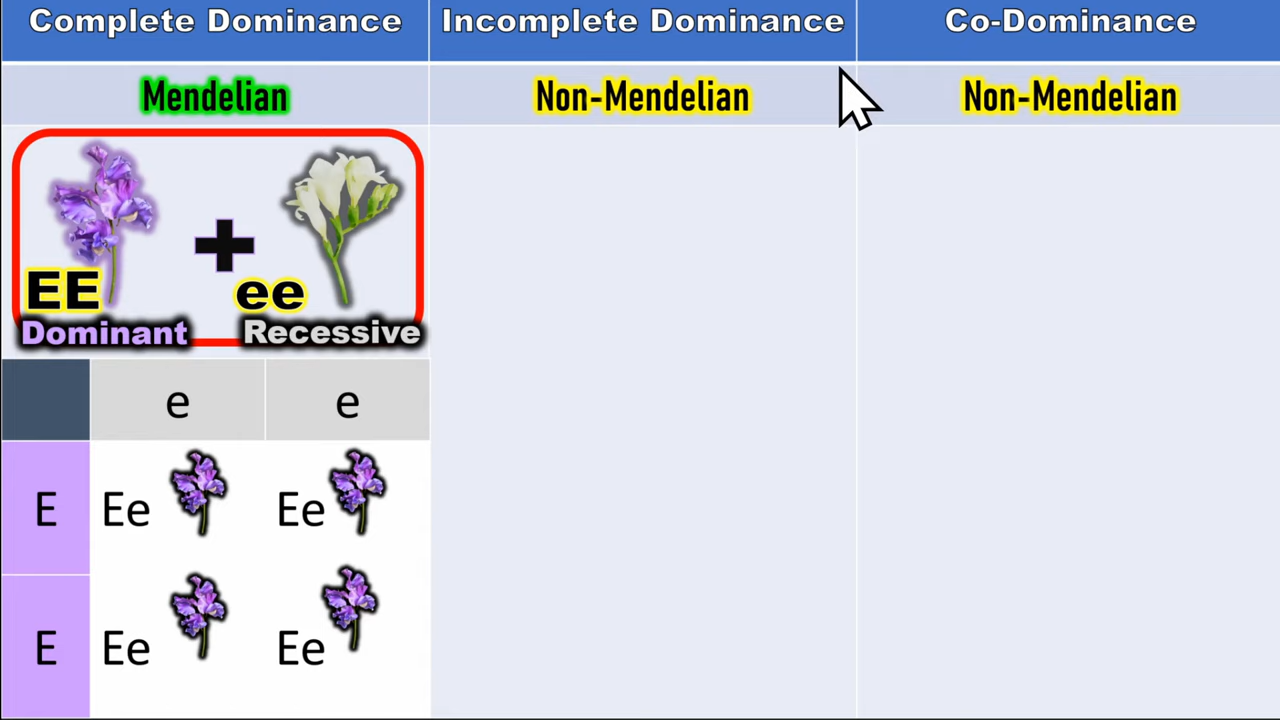 Complete Dominance
Incomplete Dominance
Co-Dominance
Mendelian
Non-Mendelian
Non-Mendelian
EE
ee
Dominant
Recessive
e e
E Ee Ee
E Ee Ee